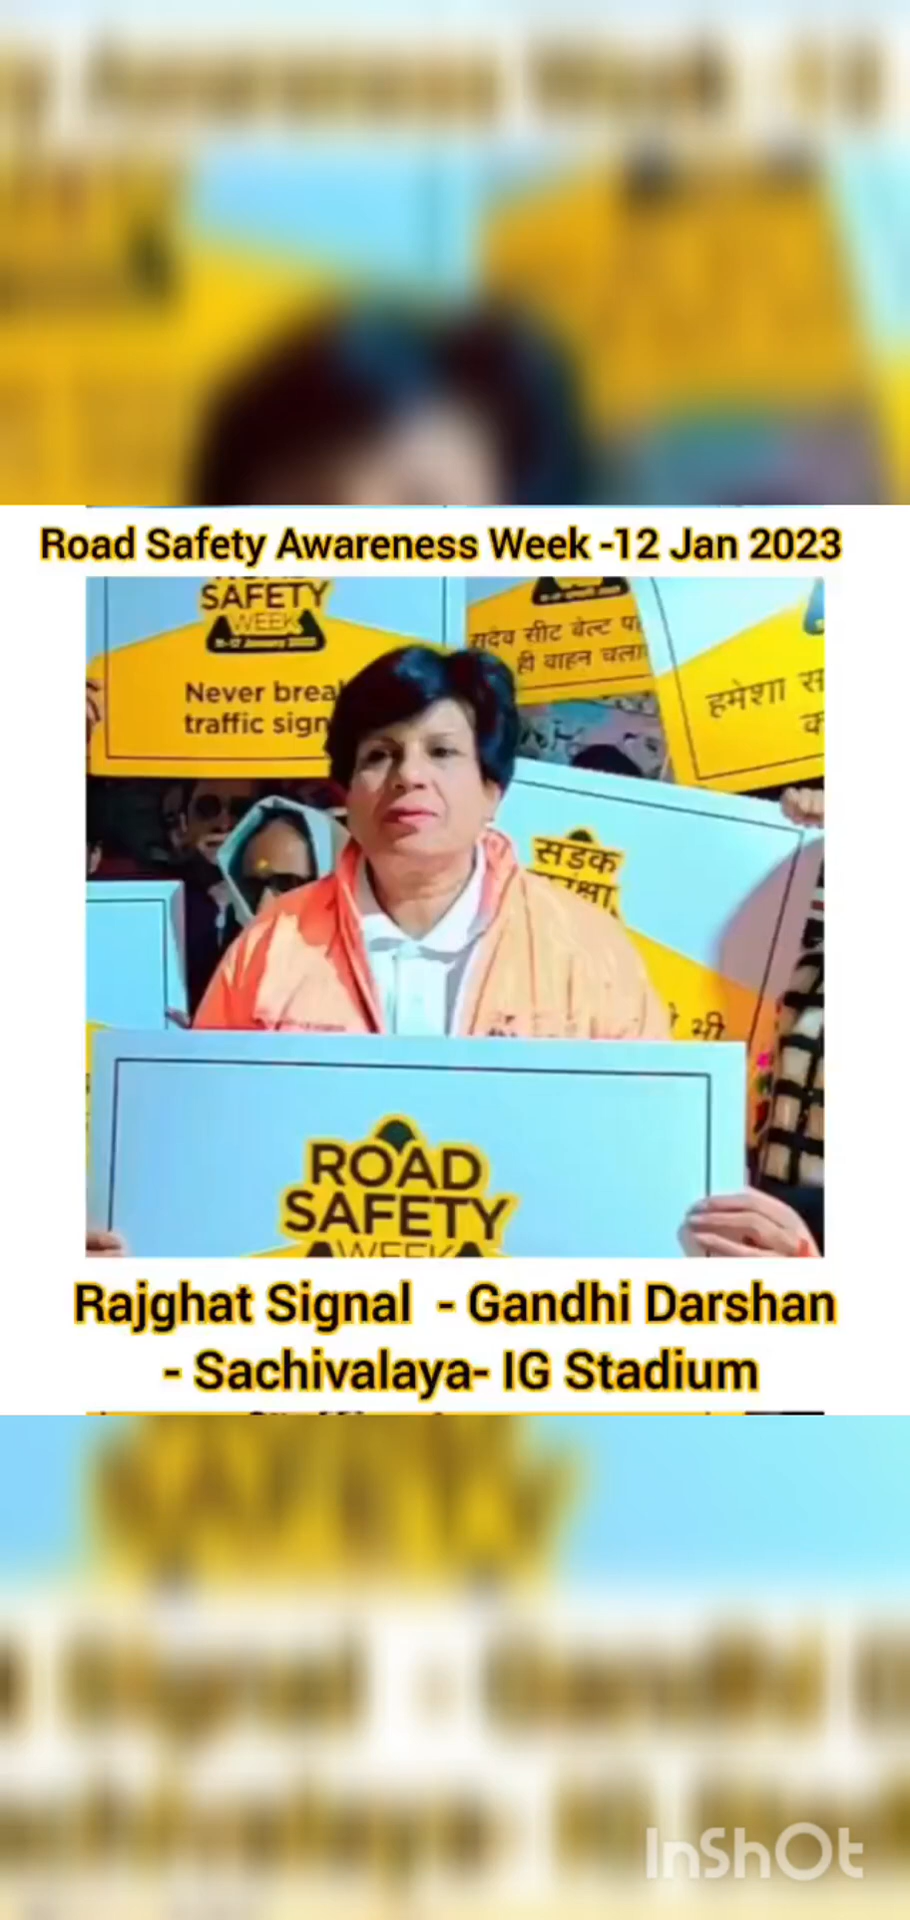 Road Safety Awareness Week -12 Jan 2023
SAFETY
WEEK
Never brea
traffic sign
सीट बेल्ट
ही वाहन चला
हमेशा स
सड़क
भी
ROAD
SAFETY
WEEK
Rajghat Signal - Gandhi Darshan
- Sachivalaya- IG Stadium
InShOt